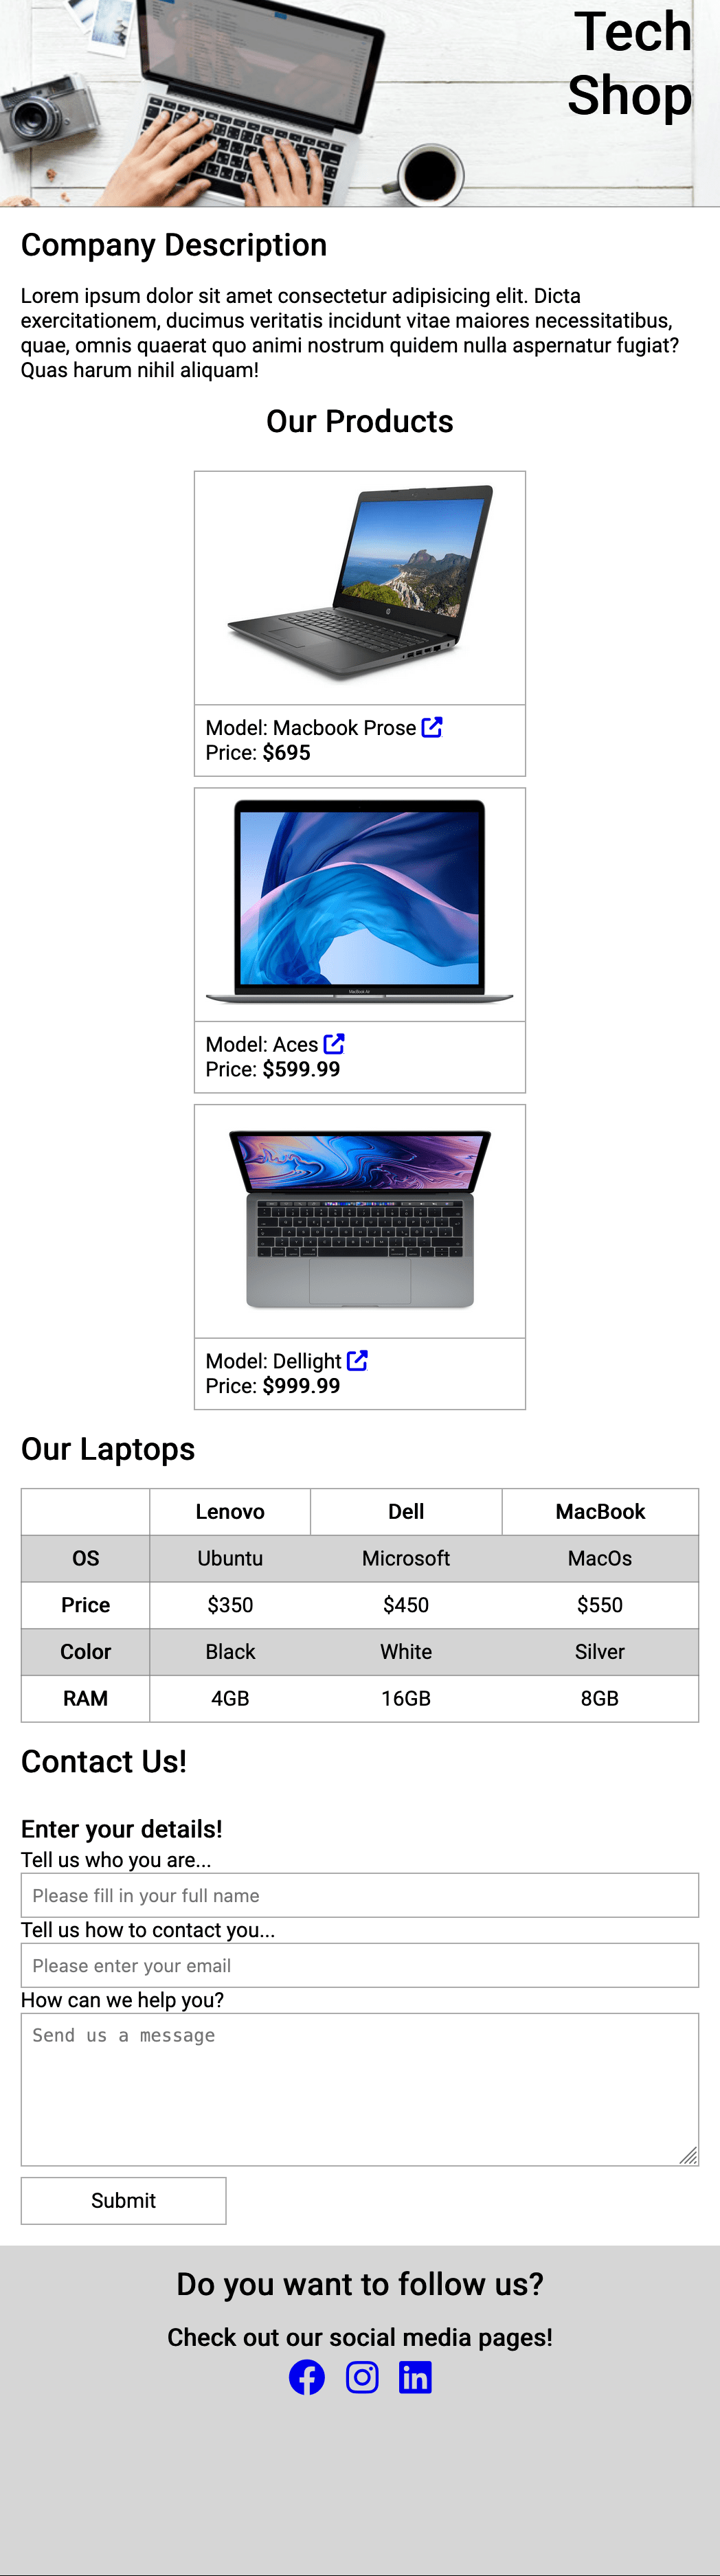 Tech
Shop
Company Description
Lorem ipsum dolor sit amet consectetur adipisicing elit. Dicta
exercitationem, ducimus veritatis incidunt vitae maiores necessitatibus,
quae, omnis quaerat quo animi nostrum quidem nulla aspernatur fugiat?
Quas harum nihil aliquam!
Our Products
Model: Macbook Prose
Price: $695
MacBook Air
Model: Aces
Price: $599.99
Model: Dellight
Price: $999.99
Our Laptops
Lenovo Dell MacBook
OS Ubuntu Microsoft MacOs
Price $350 $450 $550
Color Black White Silver
RAM 4GB 16GB 8GB
Contact Us!
Enter your details!
Tell us who you are...
Please fill in your full name
Tell us how to contact you...
Please enter your email
How can we help you?
Send us a message
Submit
Do you want to follow us?
Check out our social media pages!